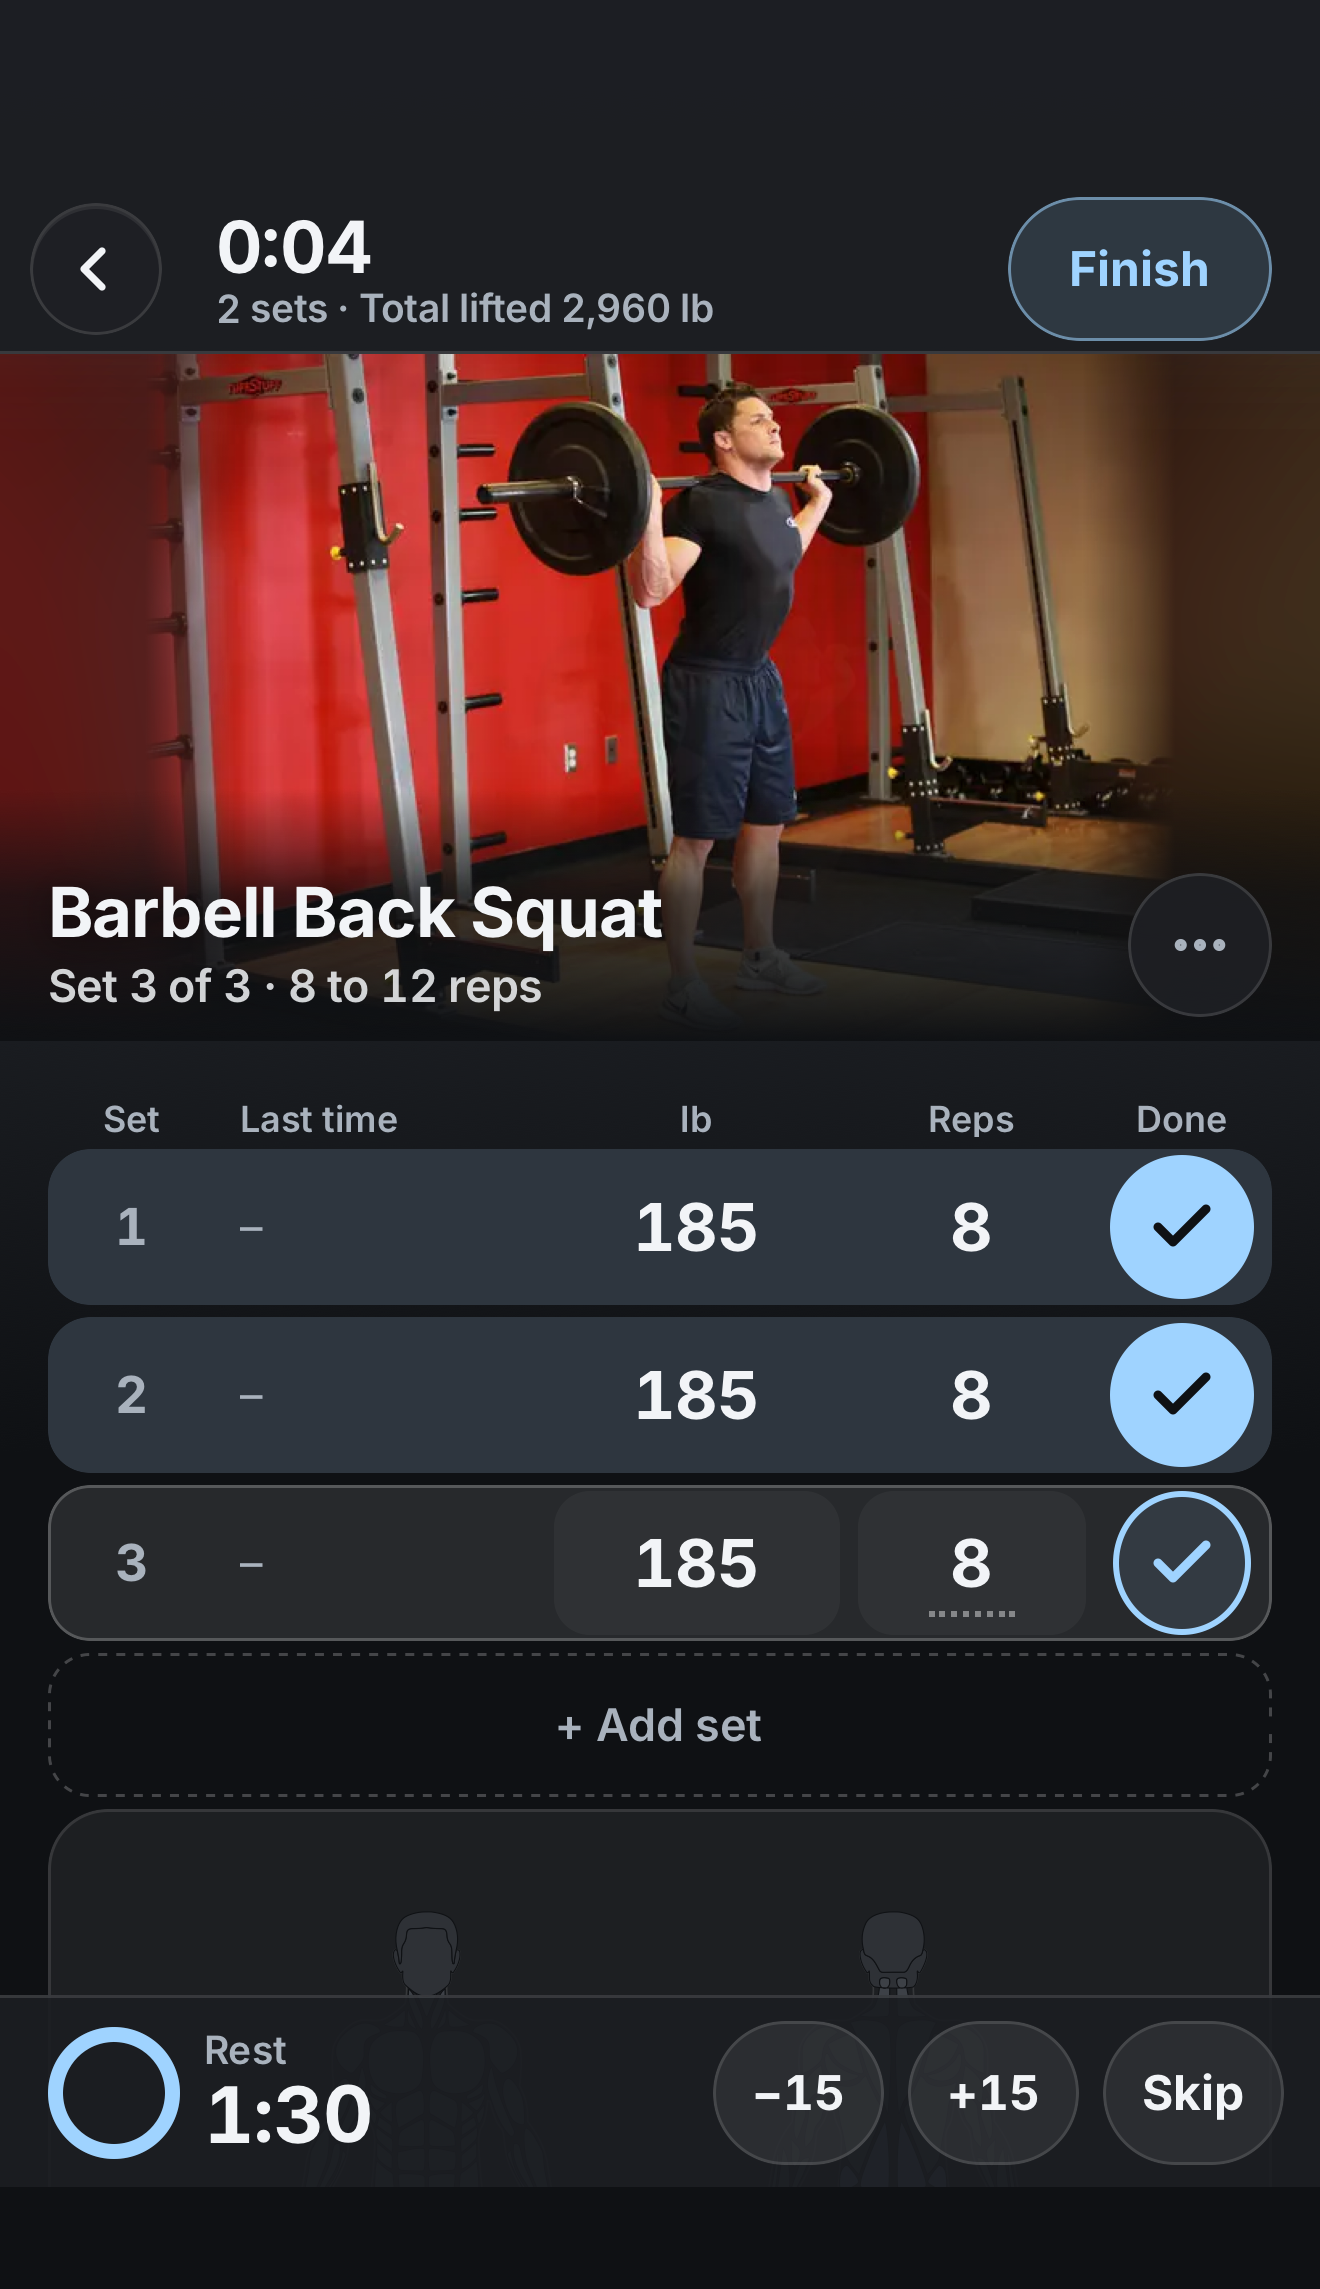 0:04
2 sets · Total lifted 2,960 lb
Finish
Barbell Back Squat
Set 3 of 3 · 8 to 12 reps
Set Last time lb Reps Done
1 – 185 8
2 – 185 8
3 – 185 8
+ Add set
Rest
1:30
–15 +15 Skip